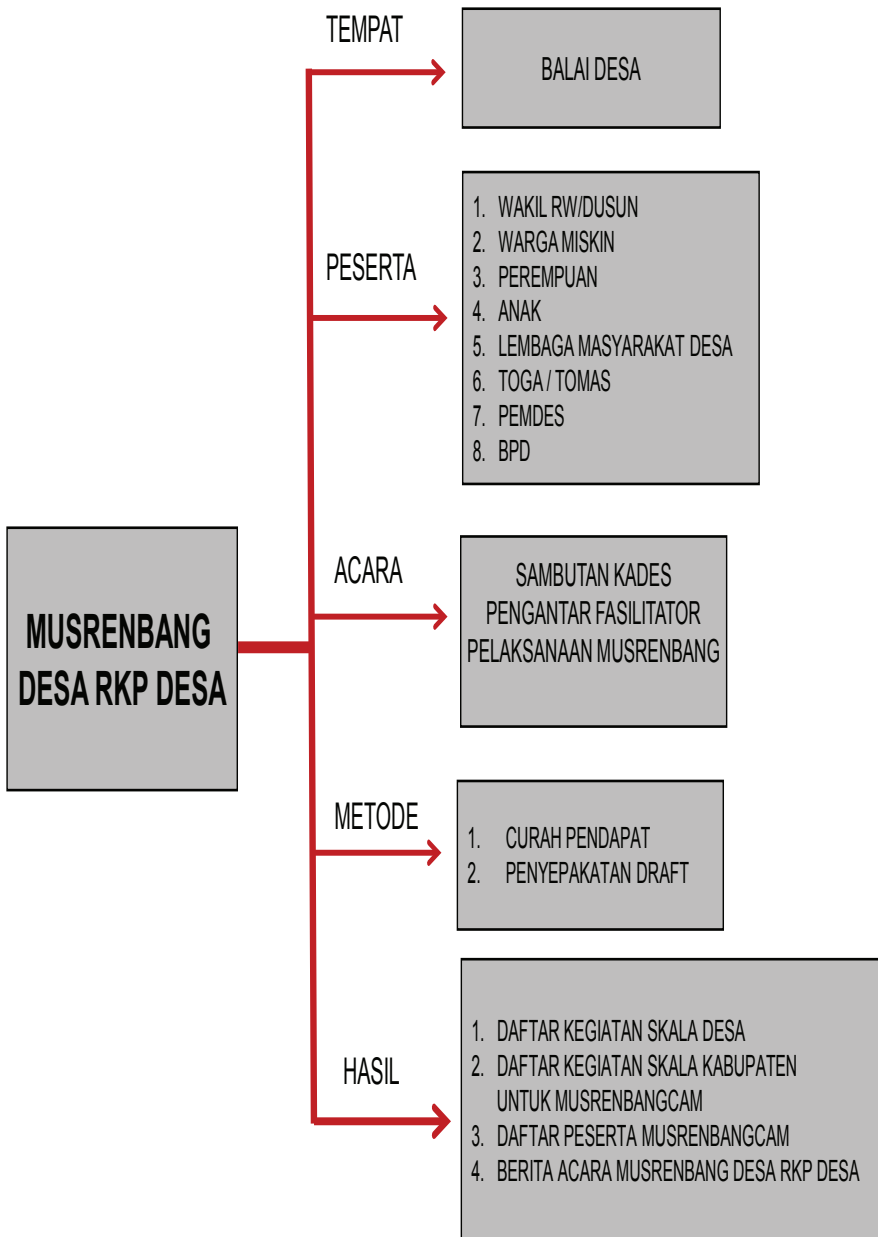 TEMPAT
BALAI DESA
PESERTA
1. WAKIL RW/DUSUN
2. WARGA MISKIN
3. PEREMPUAN
4. ANAK
5. LEMBAGA MASYARAKAT DESA
6. TOGA / TOMAS
7. PEMDES
8. BPD
MUSRENBANG
DESA RKP DESA
ACARA
SAMBUTAN KADES
PENGANTAR FASILITATOR
PELAKSANAAN MUSRENBANG
METODE
1. CURAH PENDAPAT
2. PENYEPAKATAN DRAFT
HASIL
1. DAFTAR KEGIATAN SKALA DESA
2. DAFTAR KEGIATAN SKALA KABUPATEN
UNTUK MUSRENBANGCAM
3. DAFTAR PESERTA MUSRENBANGCAM
4. BERITA ACARA MUSRENBANG DESA RKP DESA